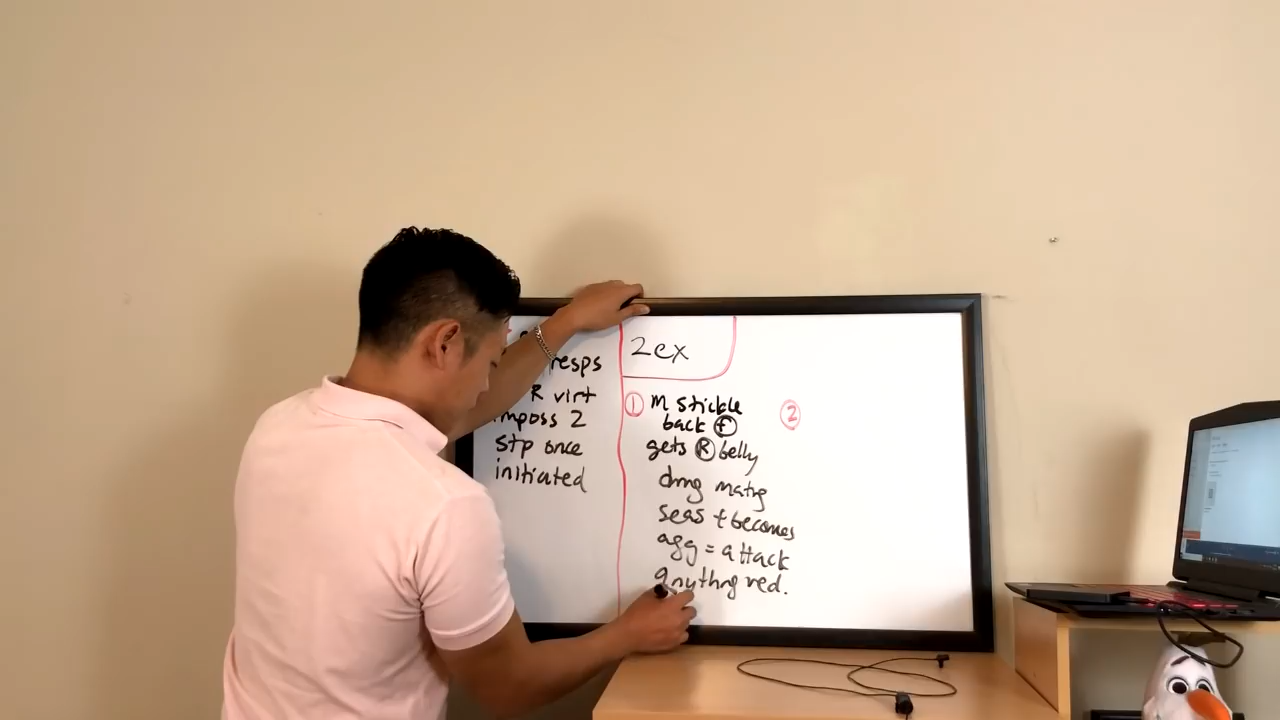 resps
R virt
imposs 2
stp once
initiated
2ex
① m stickle
back (f)
gets Ⓡ belly
drng matng
seas + becomes
agg = attack
anythng red.
②